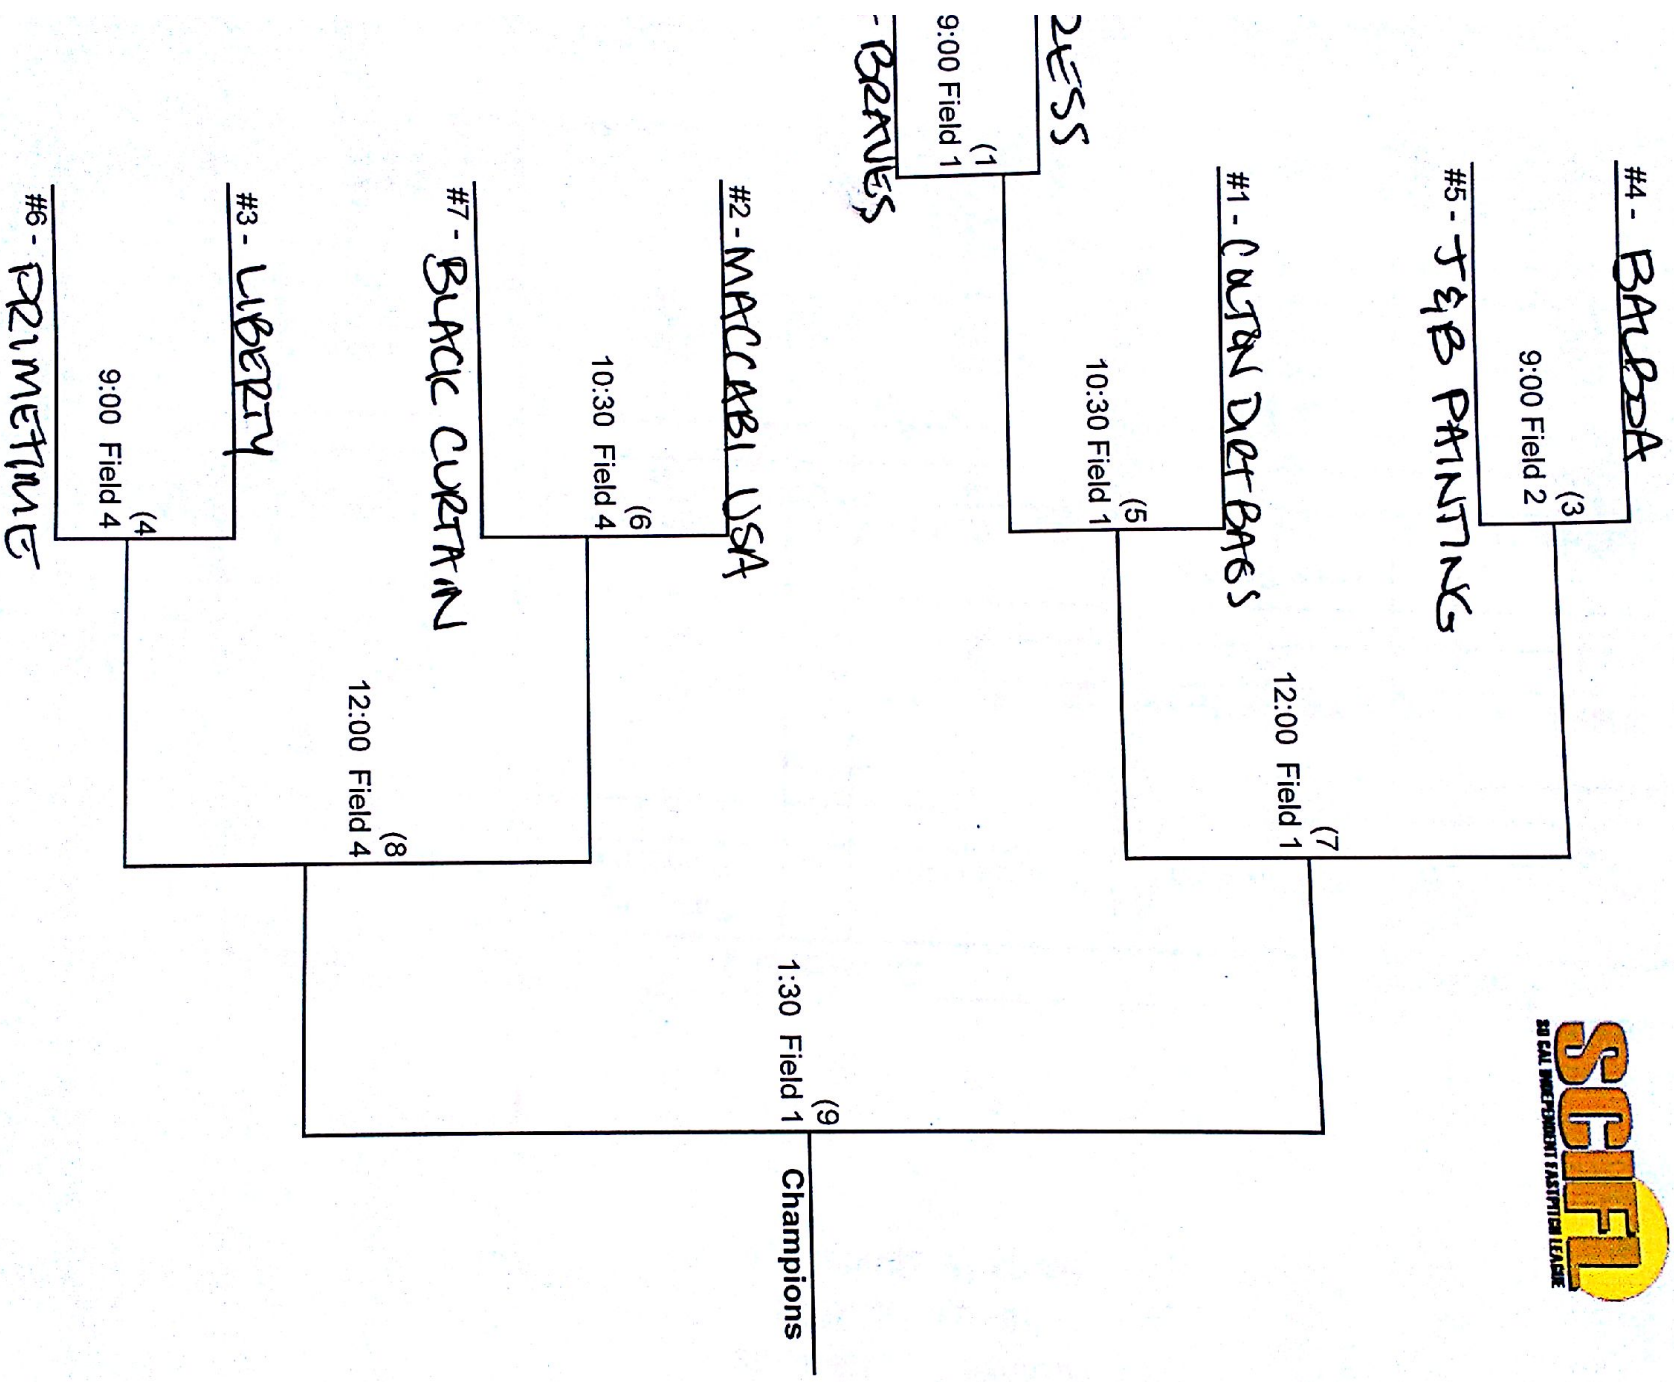 #4 - BALBOA
9:00 Field 2
(3
#5 - J&B PAINTING
12:00 Field 1
(7
#1 - COLTON DIRTBAGS
10:30 Field 1
(5
9:00 Field 1
(1
- BRAVES
1:30 Field 1
(9
Champions
#2 - MACCABI USA
10:30 Field 4
(6
#7 - BLACK CURTAIN
12:00 Field 4
(8
#3 - LIBERTY
9:00 Field 4
(4
#6 - PRIMETIME
SCIFL
SO CAL INDEPENDENT FASTPITCH LEAGUE